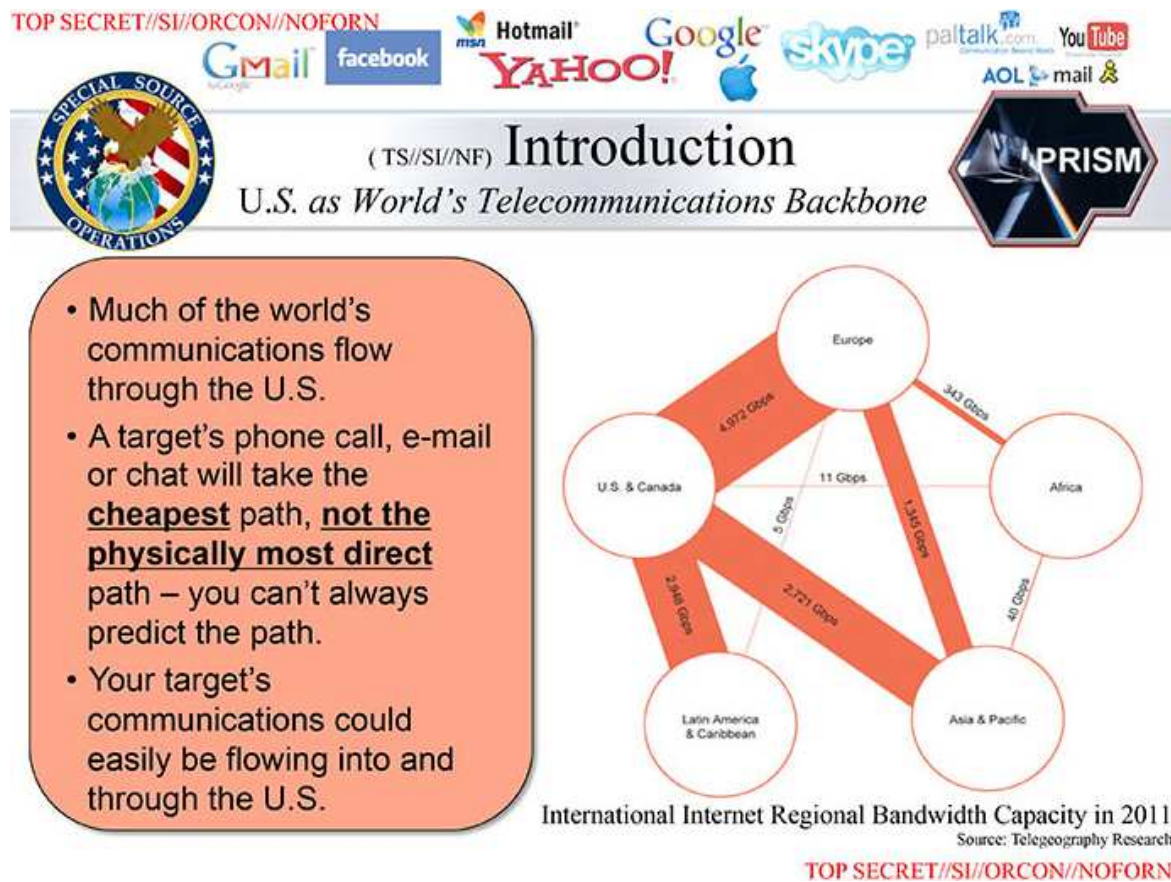 TOP SECRET//SI//ORCON//NOFORN
Gmail
by Google
facebook
msn Hotmail
YAHOO!
Google
skype
paltalk.com
YouTube
AOL mail
SPECIAL SOURCE
OPERATIONS
( TS//SI//NF) Introduction
U.S. as World's Telecommunications Backbone
PRISM
• Much of the world's
communications flow
through the U.S.
• A target's phone call, e-mail
or chat will take the
cheapest path, not the
physically most direct
path – you can't always
predict the path.
• Your target's
communications could
easily be flowing into and
through the U.S.
Europe
4,972 Gbps
343 Gbps
U.S. & Canada
11 Gbps
Africa
5 Gbps
1,345 Gbps
2,948 Gbps
2,721 Gbps
40 Gbps
Latin America
& Caribbean
Asia & Pacific
International Internet Regional Bandwidth Capacity in 2011
Source: Telegeography Research
TOP SECRET//SI//ORCON//NOFORN